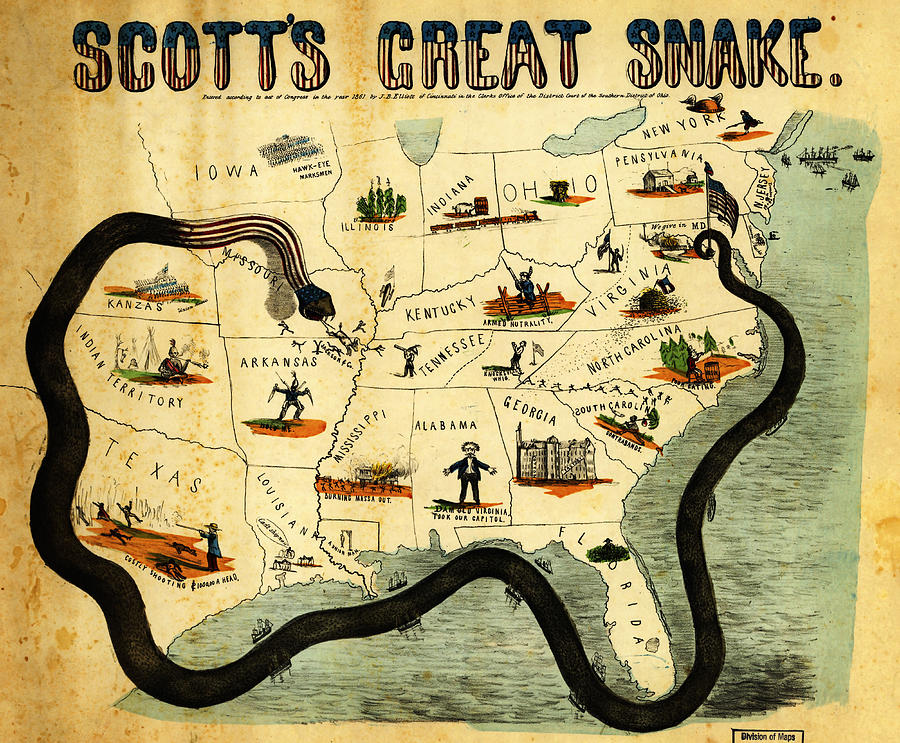 SCOTT'S GREAT SNAKE.
Entered according to act of Congress in the year 1861 by J.B. Elliott of Cincinnati in the Clerks Office of the District Court of the Southern District of Ohio.
NEW YORK
IOWA
HAWK-EYE
MARKSMEN
PENSYLVANIA
INDIANA
OHIO
N. JERSEY
ILLINOIS
We give in MD.
MISSOURI
KANZAS
KENTUCKY
ARMED NUTRALITY.
VIRGINIA
INDIAN TERRITORY
ARKANSAS
TENNESSEE
NORTH CAROLINA
SOUTH CAROLINA
CONTRABANDS.
MISSISSIPPI
ALABAMA
GEORGIA
BURNING MASSA OUT.
DAM OLD VIRGINIA,
TOOK OUR CAPITOL.
TEXAS
LOUISIANA
FLORIDA
COSTLY SHOOTING $10000 A HEAD.
Division of Maps